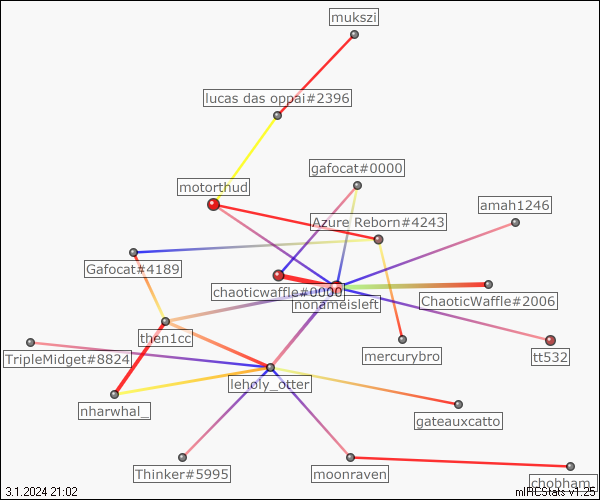 mukszi
lucas das oppai#2396
gafocat#0000
motorthud
amah1246
Azure Reborn#4243
Gafocat#4189
chaoticwaffle#0000
ChaoticWaffle#2006
nonameisleft
then1cc
TripleMidget#8824
mercurybro
tt532
leholy_otter
nharwhal_
gateauxcatto
Thinker#5995
moonraven
chobham_
3.1.2024 21:02
mIRCStats v1.25